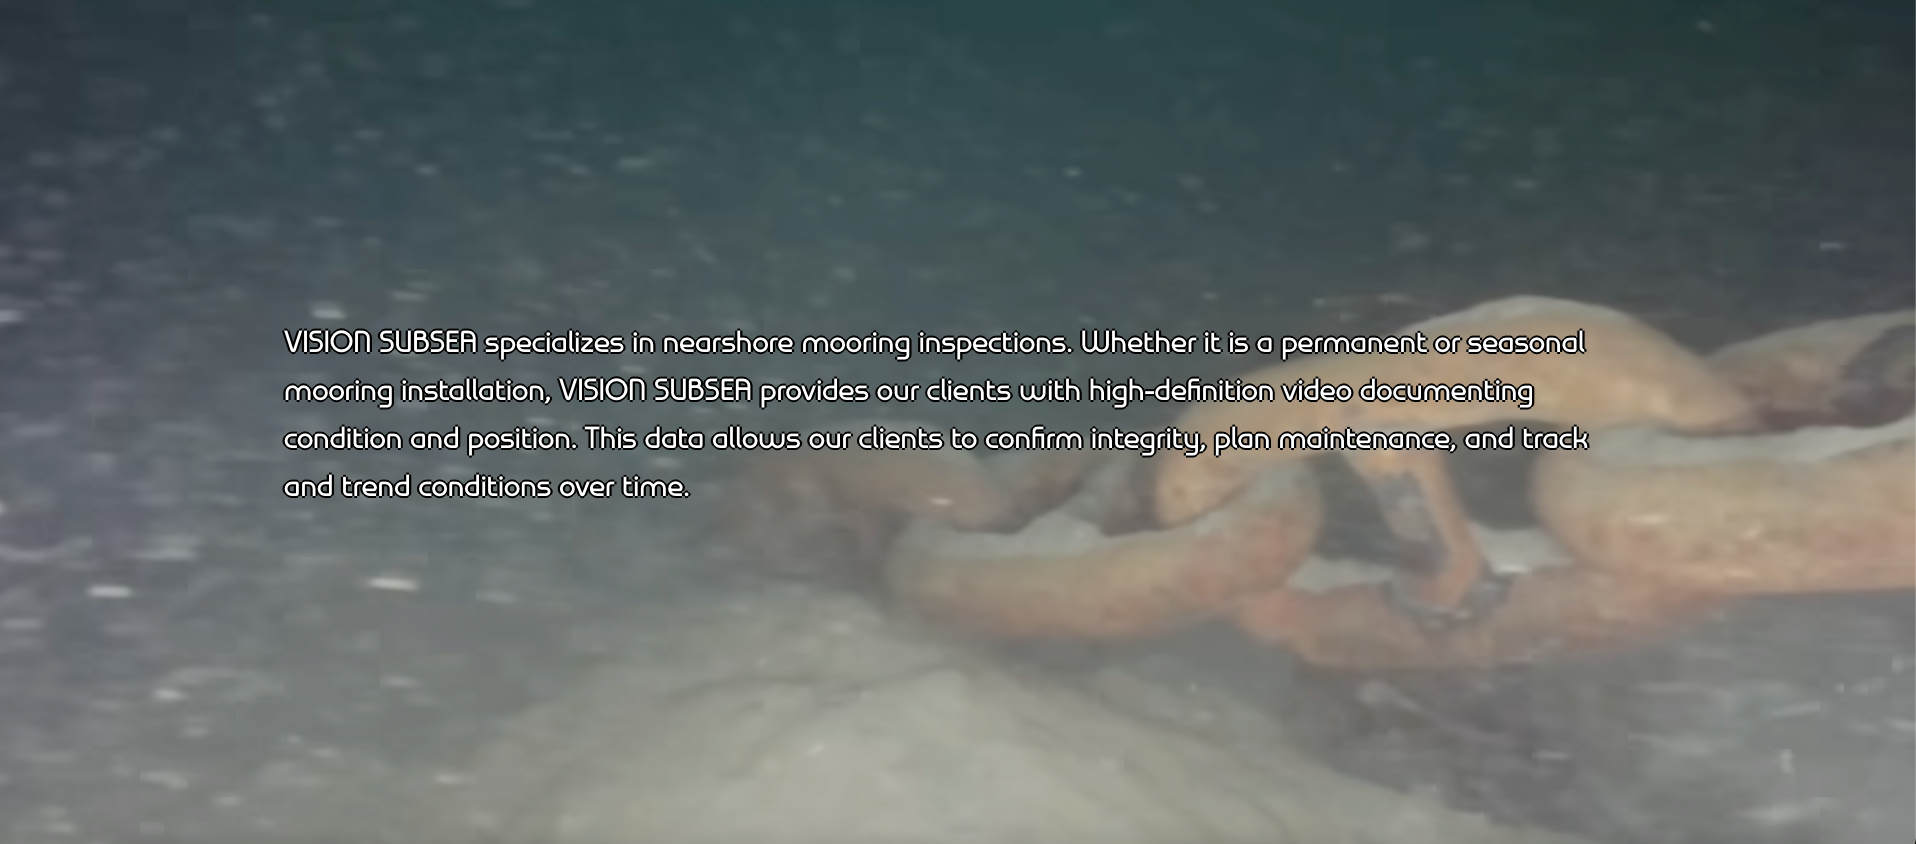 VISION SUBSEA specializes in nearshore mooring inspections. Whether it is a permanent or seasonal
mooring installation, VISION SUBSEA provides our clients with high-definition video documenting
condition and position. This data allows our clients to confirm integrity, plan maintenance, and track
and trend conditions over time.